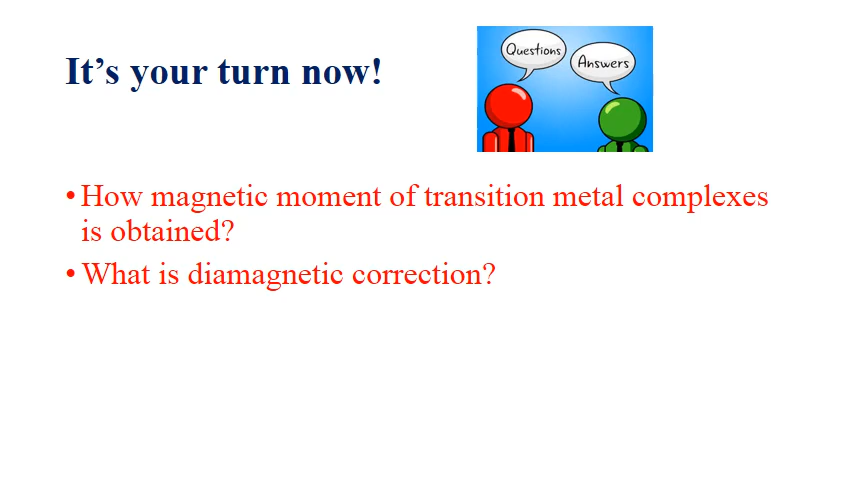 It's your turn now!
Questions
Answers
• How magnetic moment of transition metal complexes
is obtained?
• What is diamagnetic correction?